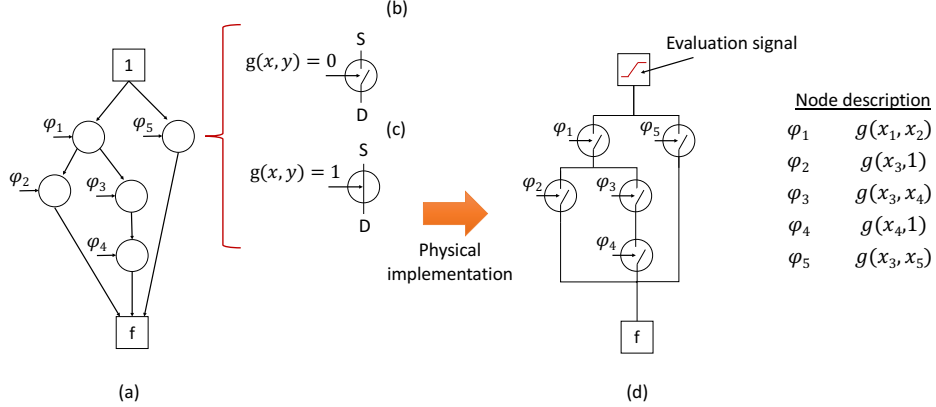 (b)
S
g(x, y) = 0
D
(c)
S
g(x, y) = 1
D
1
φ₁
φ₅
φ₂
φ₃
φ₄
f
(a)
Physical
implementation
Evaluation signal
φ₁
φ₅
φ₂
φ₃
φ₄
f
(d)
Node description
φ₁ g(x₁, x₂)
φ₂ g(x₃,1)
φ₃ g(x₃, x₄)
φ₄ g(x₄,1)
φ₅ g(x₃, x₅)